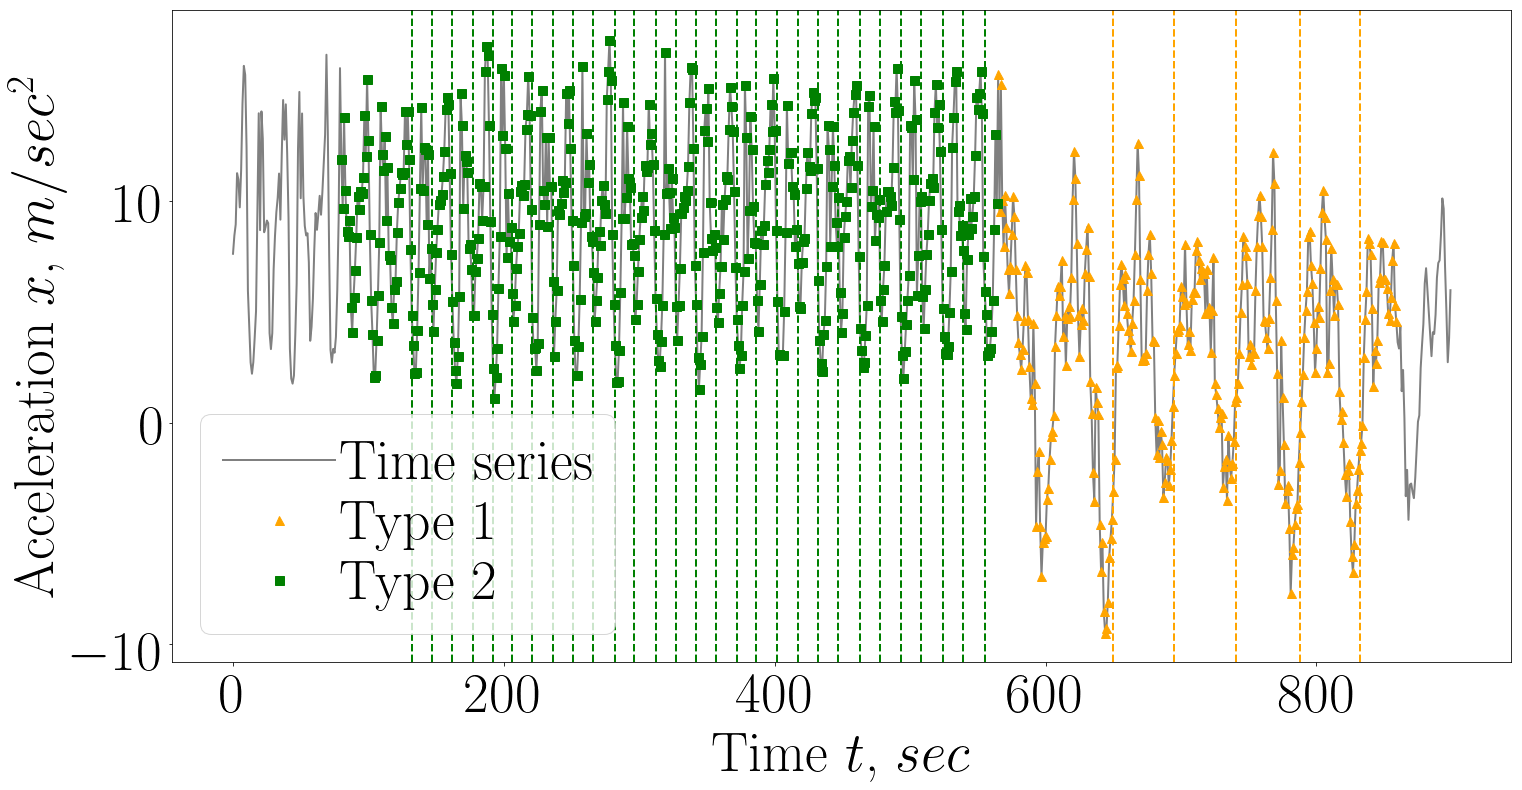 Acceleration x, m/sec²
10
0
−10
Time series
Type 1
Type 2
0 200 400 600 800
Time t, sec